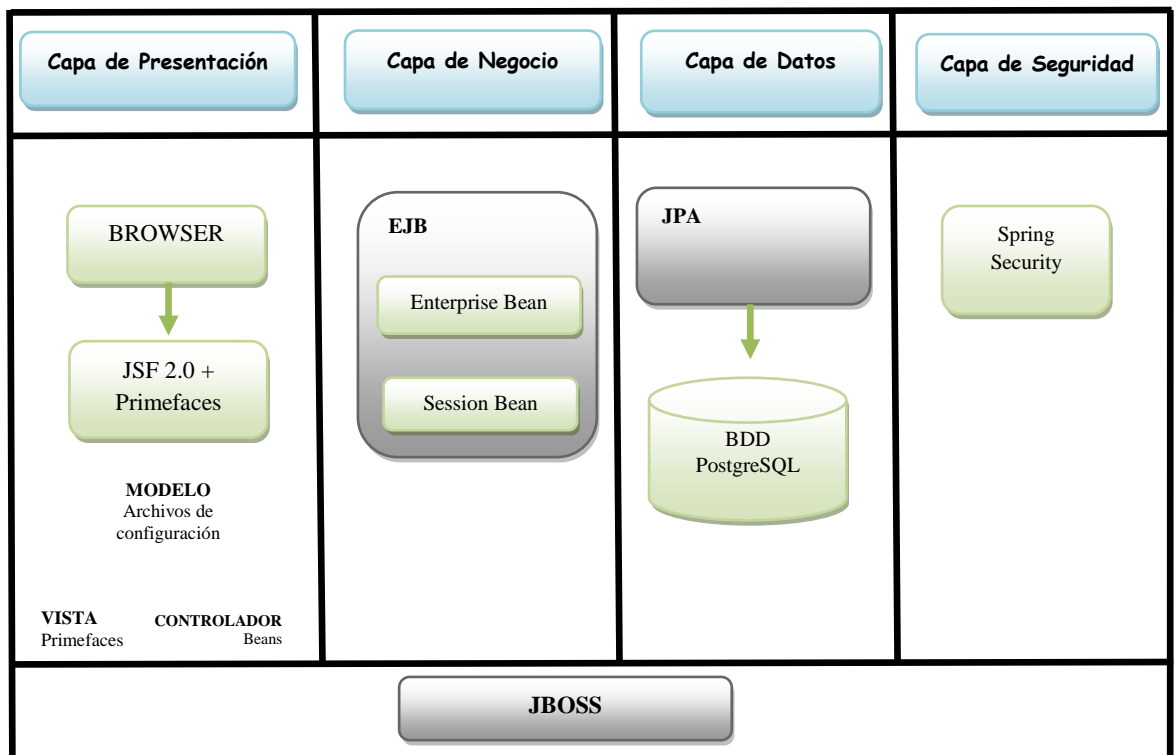 Capa de Presentación
Capa de Negocio
Capa de Datos
Capa de Seguridad
BROWSER
JSF 2.0 +
Primefaces
MODELO
Archivos de
configuración
VISTA
Primefaces
CONTROLADOR
Beans
EJB
Enterprise Bean
Session Bean
JPA
BDD
PostgreSQL
Spring
Security
JBOSS